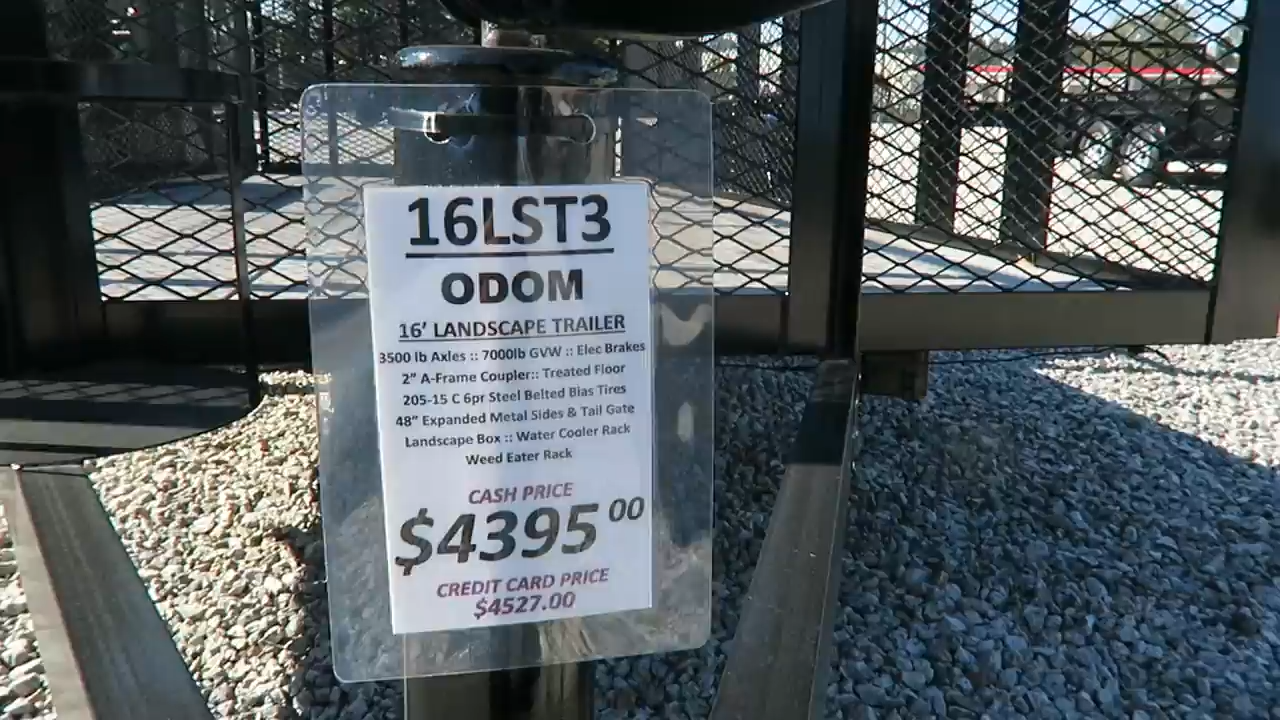 16LST3
ODOM
16' LANDSCAPE TRAILER
3500 lb Axles :: 7000lb GVW :: Elec Brakes
2" A-Frame Coupler:: Treated Floor
205-15 C 6pr Steel Belted Bias Tires
48" Expanded Metal Sides & Tail Gate
Landscape Box :: Water Cooler Rack
Weed Eater Rack
CASH PRICE
$4395 00
CREDIT CARD PRICE
$4527.00